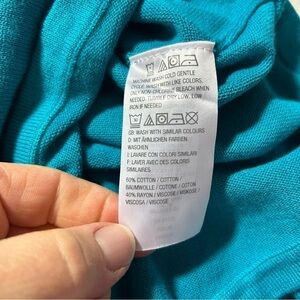 MACHINE WASH COLD GENTLE
CYCLE. WASH WITH LIKE COLORS.
ONLY NON-CHLORINE BLEACH WHEN
NEEDED. TUMBLE DRY LOW. LOW
IRON IF NEEDED
GB: WASH WITH SIMILAR COLOURS
D: MIT ÄHNLICHEN FARBEN
WASCHEN
I: LAVARE CON COLORI SIMILI
F: LAVER AVEC DES COLORIS
SIMILAIRES
60% COTTON / COTTON /
BAUMWOLLE / COTONE / COTON
40% RAYON / VISCOSE / VISKOSE /
VISCOSA / VISCOSE